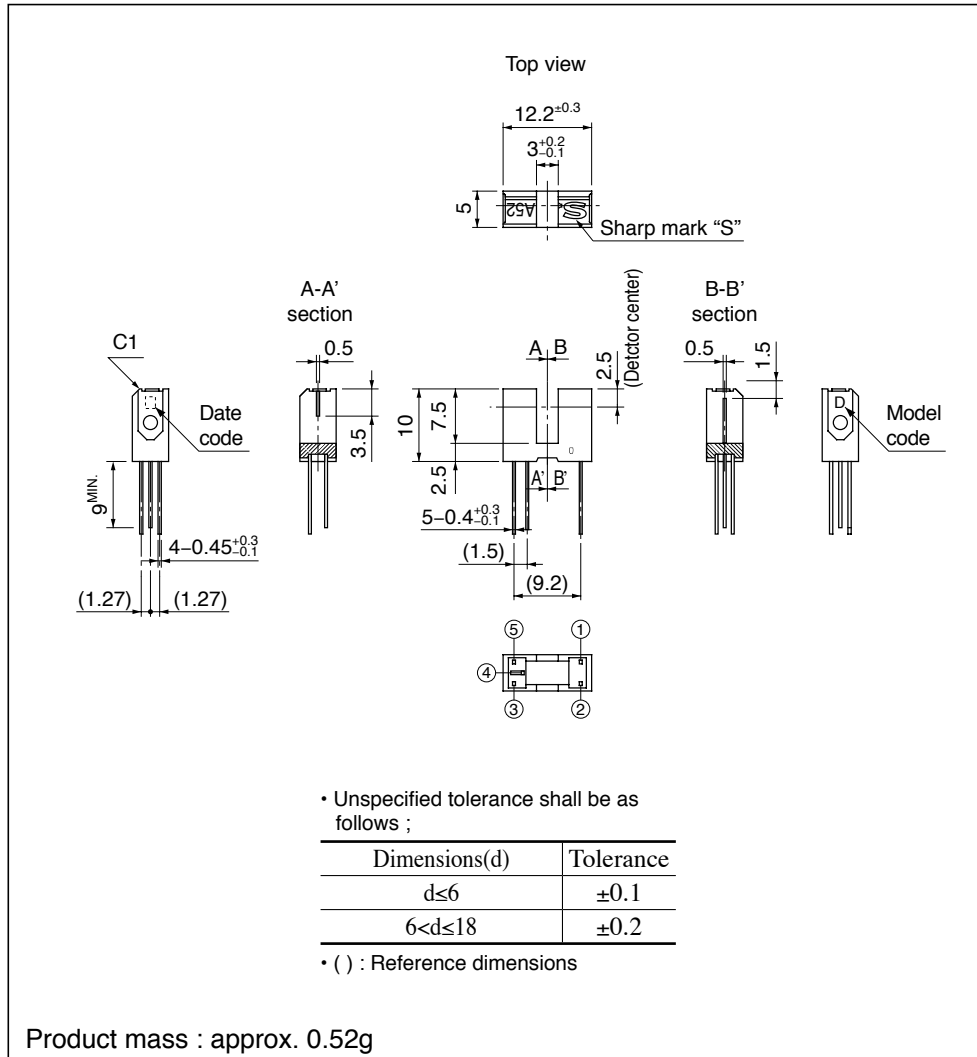 Top view
12.2±0.3
3+0.2 −0.1
5
A52
S
Sharp mark “S”
A-A'
section
B-B'
section
C1
Date
code
0.5
3.5
A B
2.5
(Detctor center)
10
7.5
2.5
A' B'
0
0.5
1.5
D
Model
code
9MIN.
4−0.45+0.3 −0.1
(1.27) (1.27)
5−0.4+0.3 −0.1
(1.5)
(9.2)
⑤ ①
④
③ ②
• Unspecified tolerance shall be as
follows ;
Dimensions(d) Tolerance
d≤6 ±0.1
6<d≤18 ±0.2
• ( ) : Reference dimensions
Product mass : approx. 0.52g